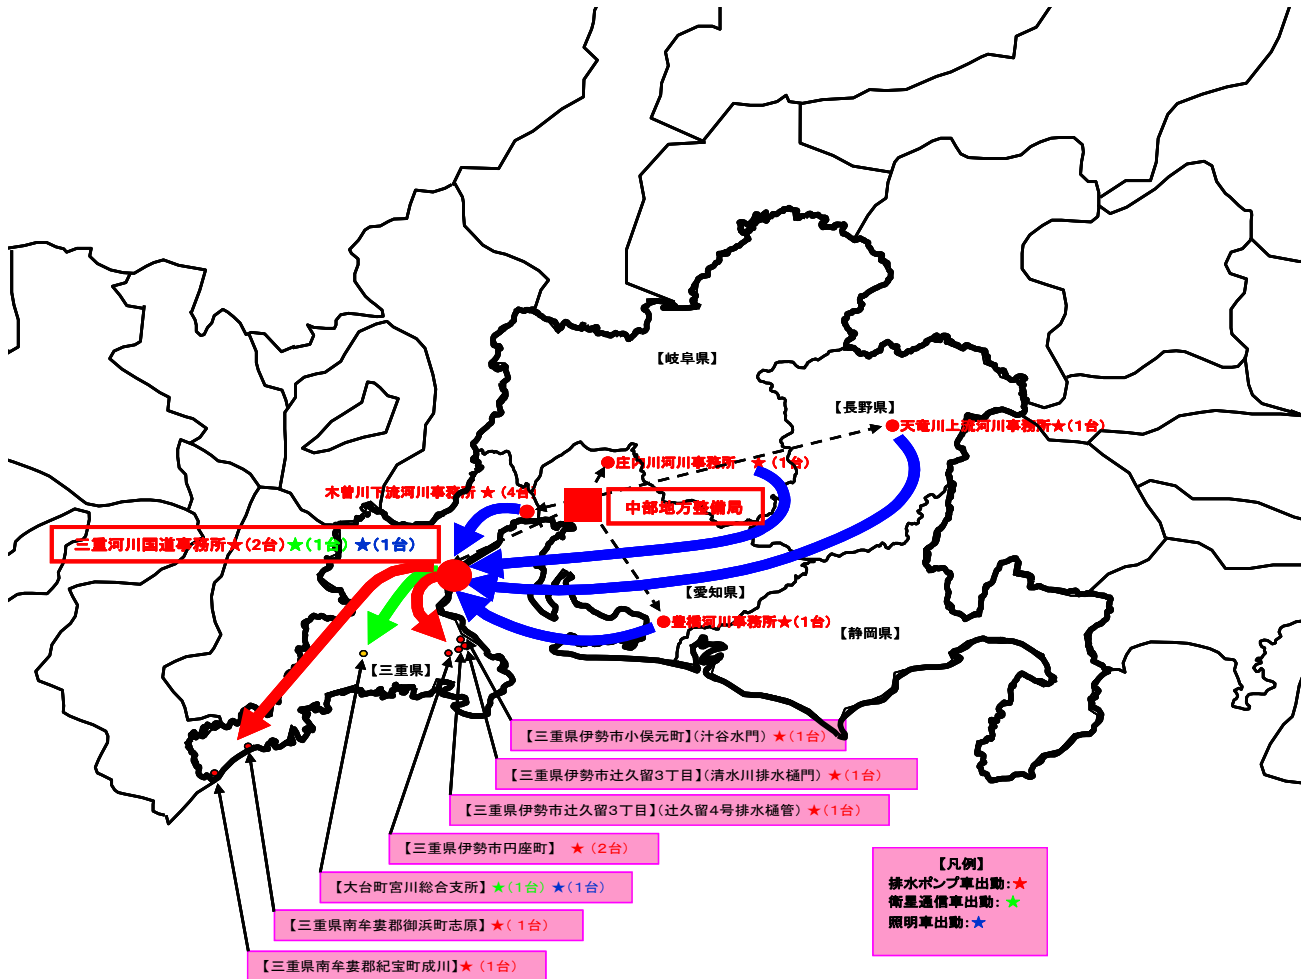 【岐阜県】
【長野県】
●天竜川上流河川事務所★(1台)
●庄内川河川事務所 ★(1台)
木曽川下流河川事務所 ★(4台)
中部地方整備局
三重河川国道事務所★(2台)★(1台) ★(1台)
【愛知県】
●豊橋河川事務所★(1台)
【静岡県】
【三重県】
【三重県伊勢市小俣元町】(汁谷水門) ★(1台)
【三重県伊勢市辻久留3丁目】(清水川排水樋門) ★(1台)
【三重県伊勢市辻久留3丁目】(辻久留4号排水樋管) ★(1台)
【三重県伊勢市円座町】 ★(2台)
【大台町宮川総合支所】 ★(1台) ★(1台)
【三重県南牟婁郡御浜町志原】 ★( 1台)
【三重県南牟婁郡紀宝町成川】★ (1台)
【凡例】
排水ポンプ車出動:★
衛星通信車出動: ★
照明車出動:★